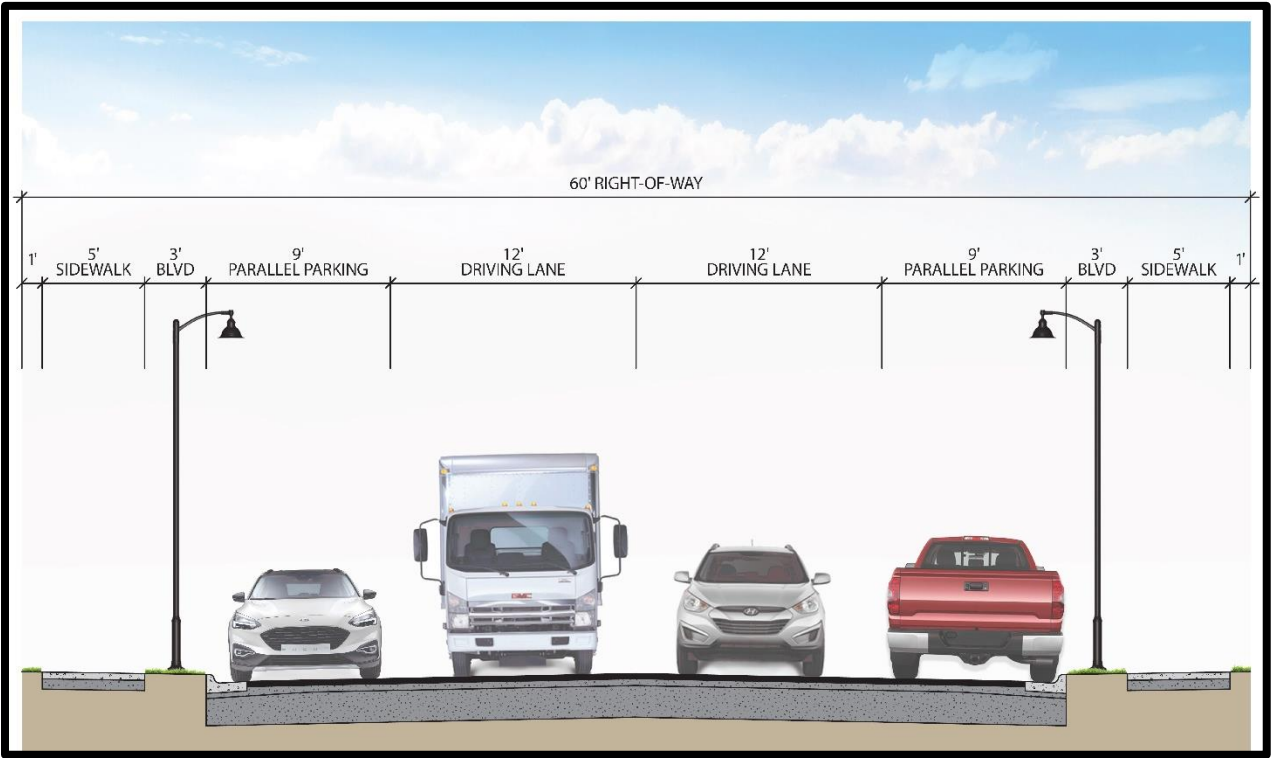 60' RIGHT-OF-WAY
1'
5'
SIDEWALK
3'
BLVD
9'
PARALLEL PARKING
12'
DRIVING LANE
12'
DRIVING LANE
9'
PARALLEL PARKING
3'
BLVD
5'
SIDEWALK
1'
GMC